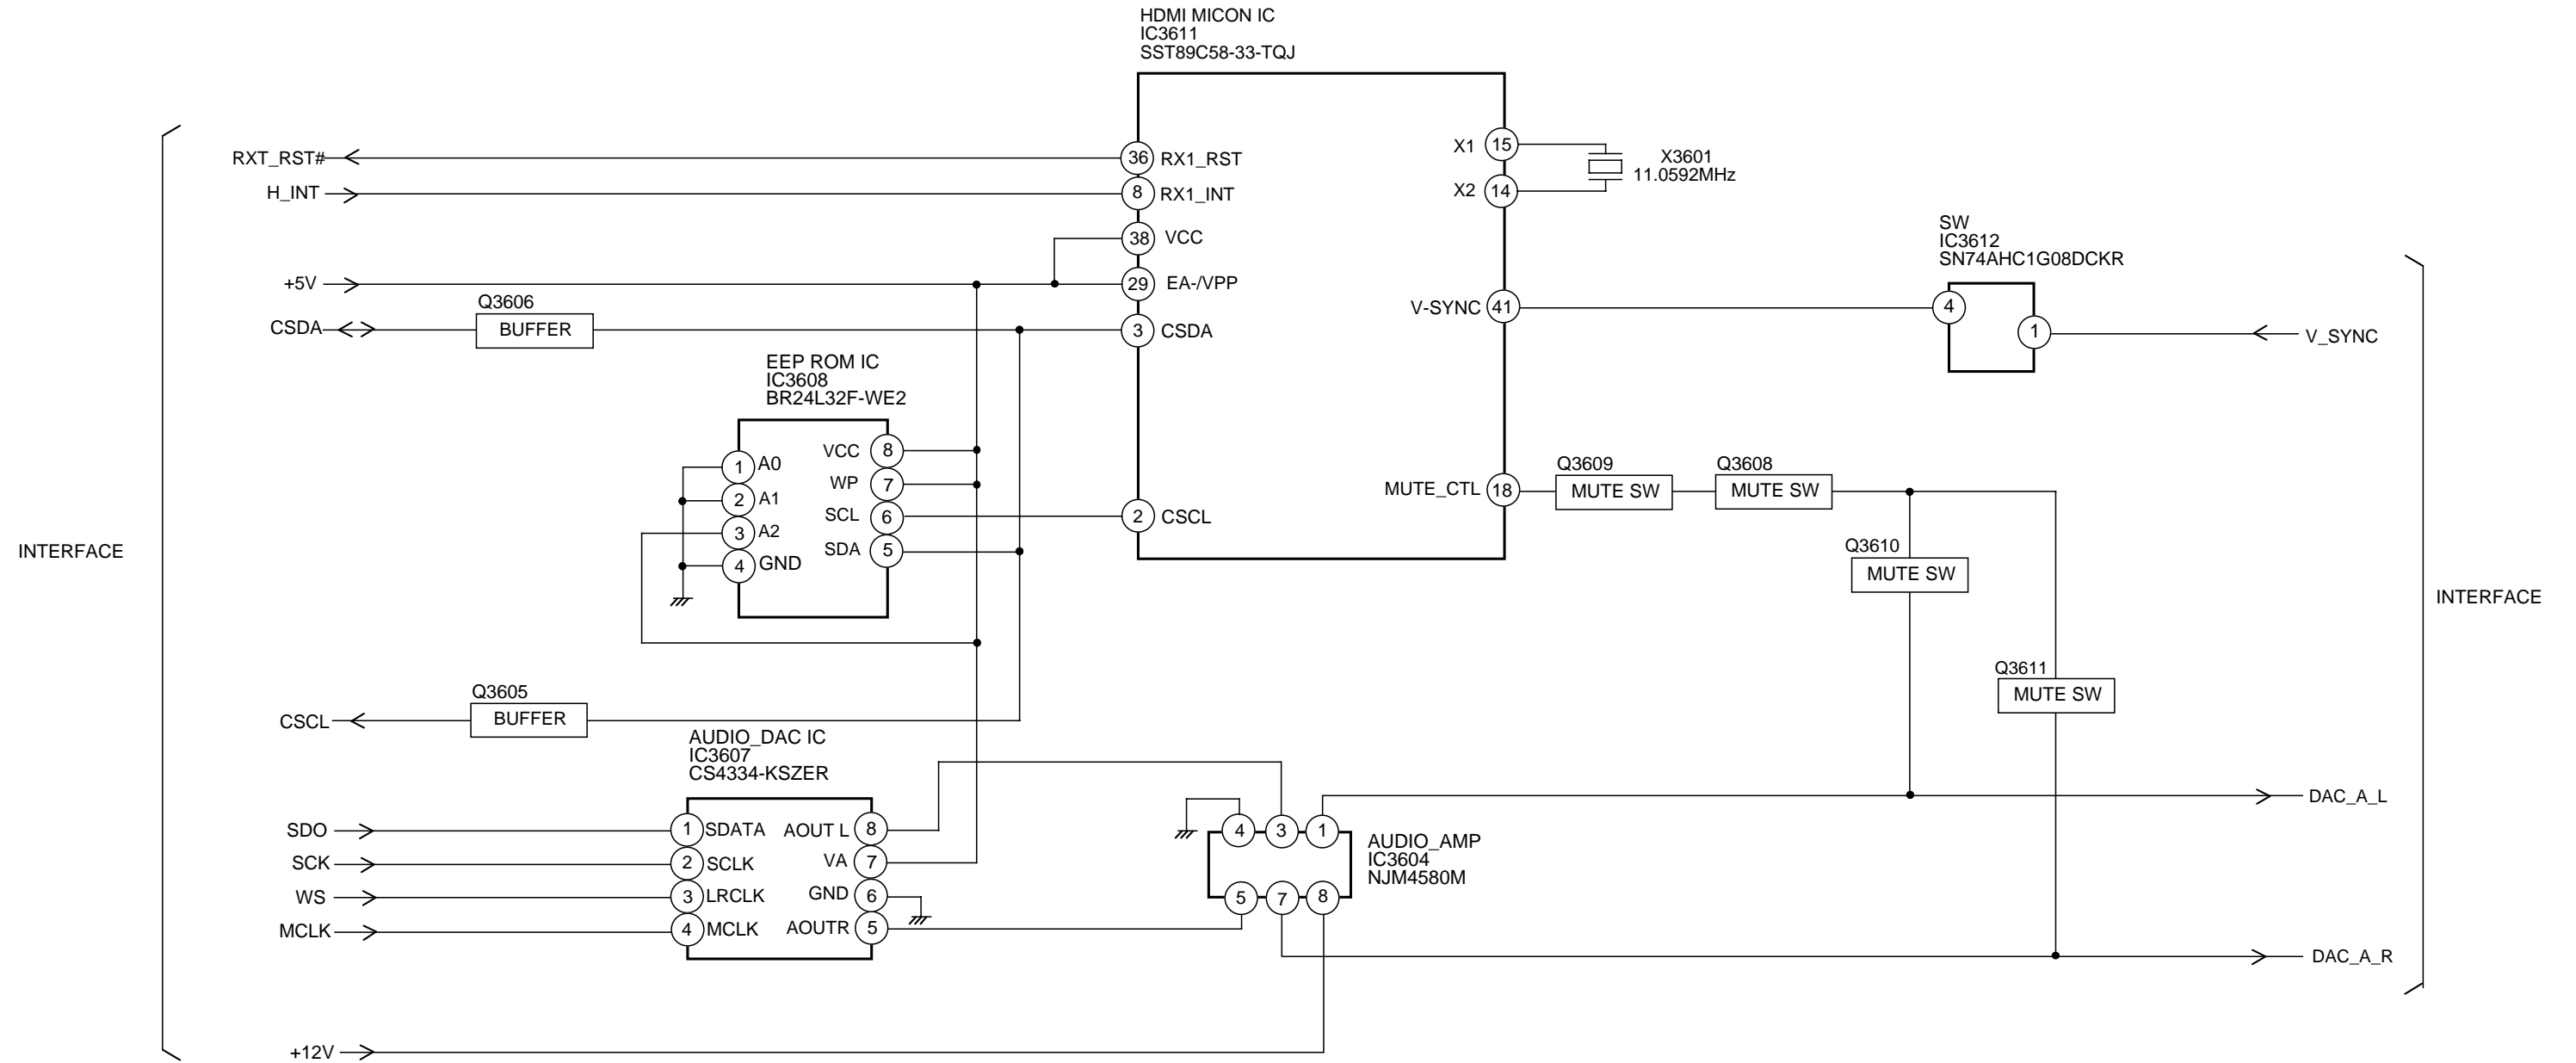 HDMI MICON IC
IC3611
SST89C58-33-TQJ
RXT_RST#
36
RX1_RST
H_INT
8
RX1_INT
38
VCC
+5V
29
EA-/VPP
CSDA
Q3606
BUFFER
3
CSDA
2
CSCL
X1
15
X2
14
X3601
11.0592MHz
V-SYNC
41
MUTE_CTL
18
SW
IC3612
SN74AHC1G08DCKR
4
1
V_SYNC
EEP ROM IC
IC3608
BR24L32F-WE2
1
A0
2
A1
3
A2
4
GND
VCC
8
WP
7
SCL
6
SDA
5
Q3609
MUTE SW
Q3608
MUTE SW
Q3610
MUTE SW
Q3611
MUTE SW
INTERFACE
INTERFACE
CSCL
Q3605
BUFFER
AUDIO_DAC IC
IC3607
CS4334-KSZER
SDO
1
SDATA
SCK
2
SCLK
WS
3
LRCLK
MCLK
4
MCLK
AOUT L
8
VA
7
GND
6
AOUTR
5
4
3
1
5
7
8
AUDIO_AMP
IC3604
NJM4580M
DAC_A_L
DAC_A_R
+12V